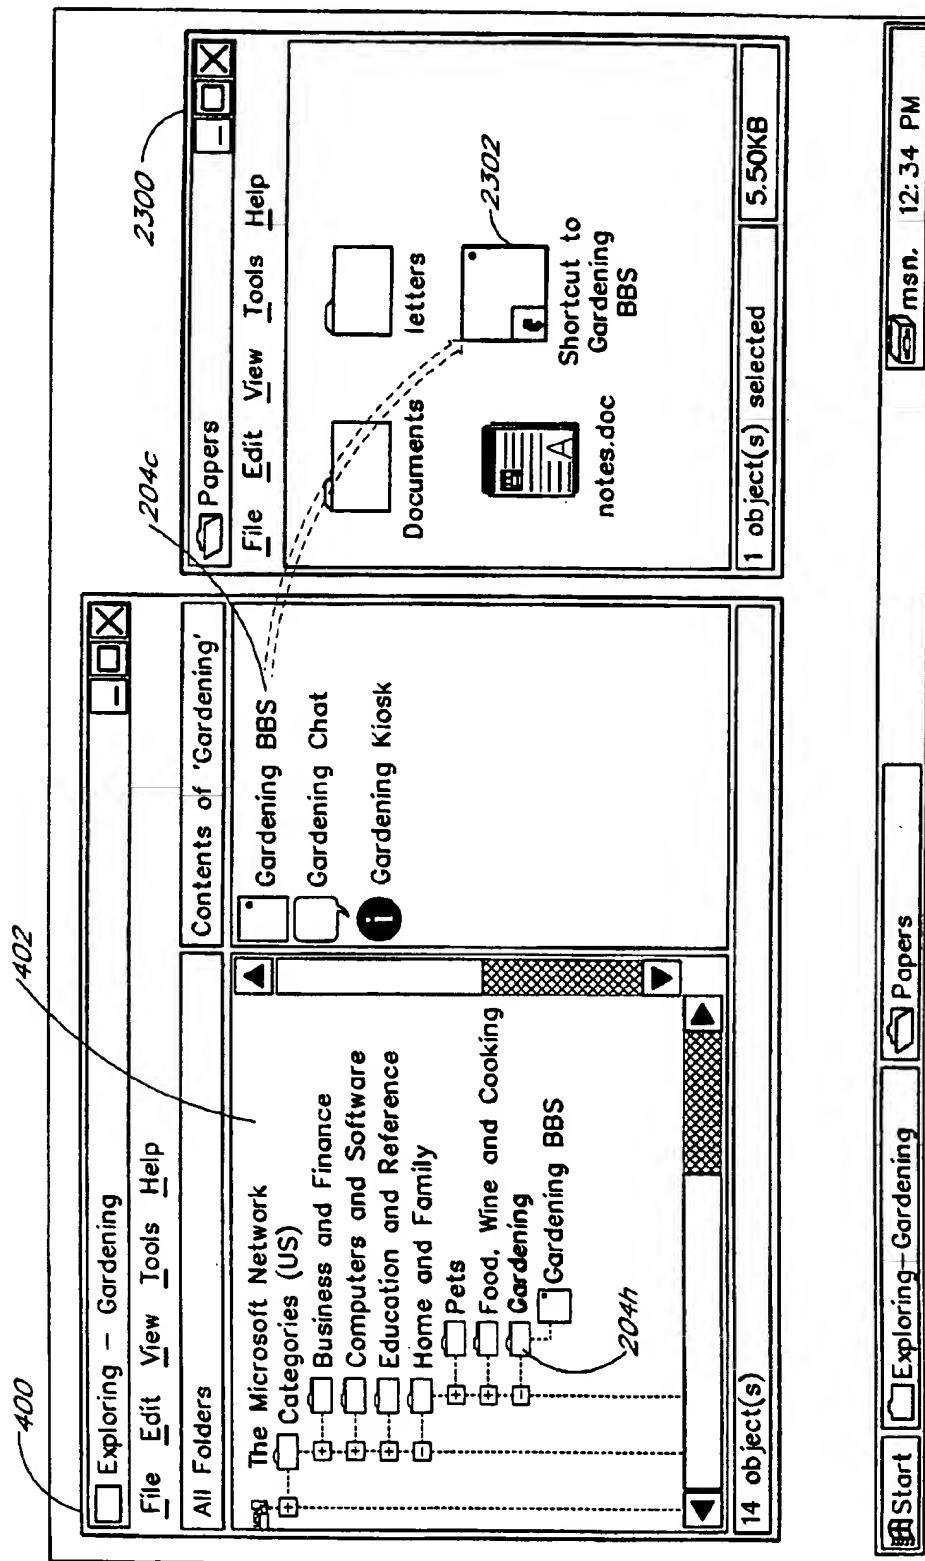 400
402
Exploring – Gardening
File Edit View Tools Help
All Folders
Contents of 'Gardening'
The Microsoft Network
Categories (US)
Business and Finance
Computers and Software
Education and Reference
Home and Family
Pets
Food, Wine and Cooking
Gardening
Gardening BBS
204h
Gardening BBS
Gardening Chat
Gardening Kiosk
14 object(s)
204c
2300
Papers
File Edit View Tools Help
Documents
letters
notes.doc
Shortcut to
Gardening
BBS
2302
1 object(s) selected
5.50KB
Start
Exploring–Gardening
Papers
msn. 12:34 PM